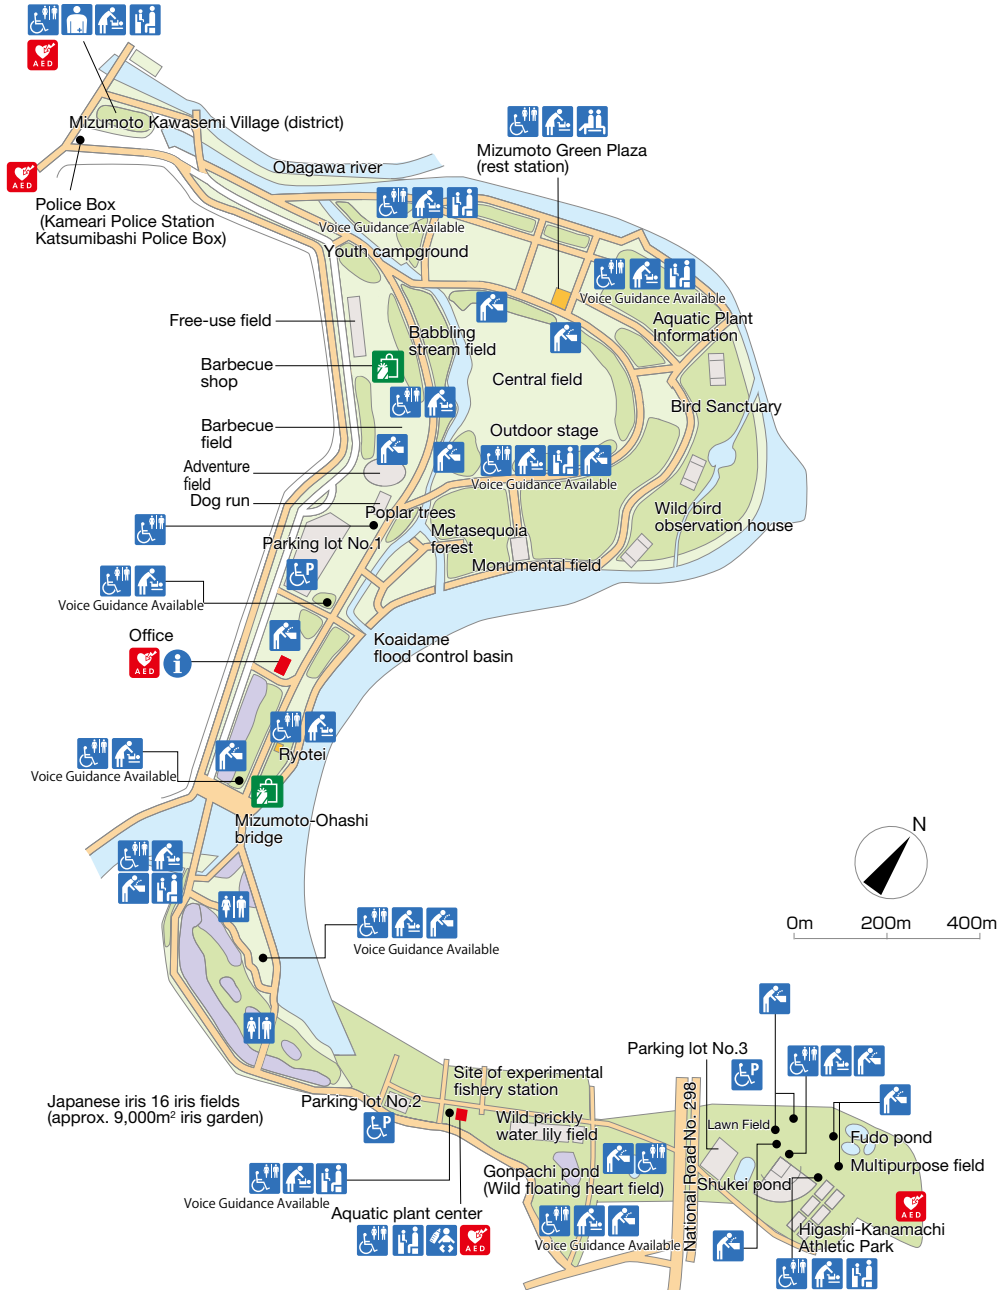 AED
Mizumoto Kawasemi Village (district)
Obagawa river
AED
Police Box
(Kameari Police Station
Katsumibashi Police Box)
Mizumoto Green Plaza
(rest station)
Voice Guidance Available
Youth campground
Voice Guidance Available
Aquatic Plant
Information
Free-use field
Babbling
stream field
Barbecue
shop
Central field
Bird Sanctuary
Barbecue
field
Outdoor stage
Voice Guidance Available
Adventure
field
Dog run
Poplar trees
Wild bird
observation house
Metasequoia
forest
Parking lot No.1
P
Monumental field
Voice Guidance Available
Office
AED
i
Koaidame
flood control basin
Ryotei
Voice Guidance Available
Mizumoto-Ohashi
bridge
N
0m 200m 400m
Voice Guidance Available
Japanese iris 16 iris fields
(approx. 9,000m² iris garden)
Parking lot No.2
P
Site of experimental
fishery station
Wild prickly
water lily field
Gonpachi pond
(Wild floating heart field)
Voice Guidance Available
Aquatic plant center
AED
Voice Guidance Available
National Road No. 298
Parking lot No.3
P
Lawn Field
Fudo pond
Multipurpose field
Shukei pond
AED
Higashi-Kanamachi
Athletic Park